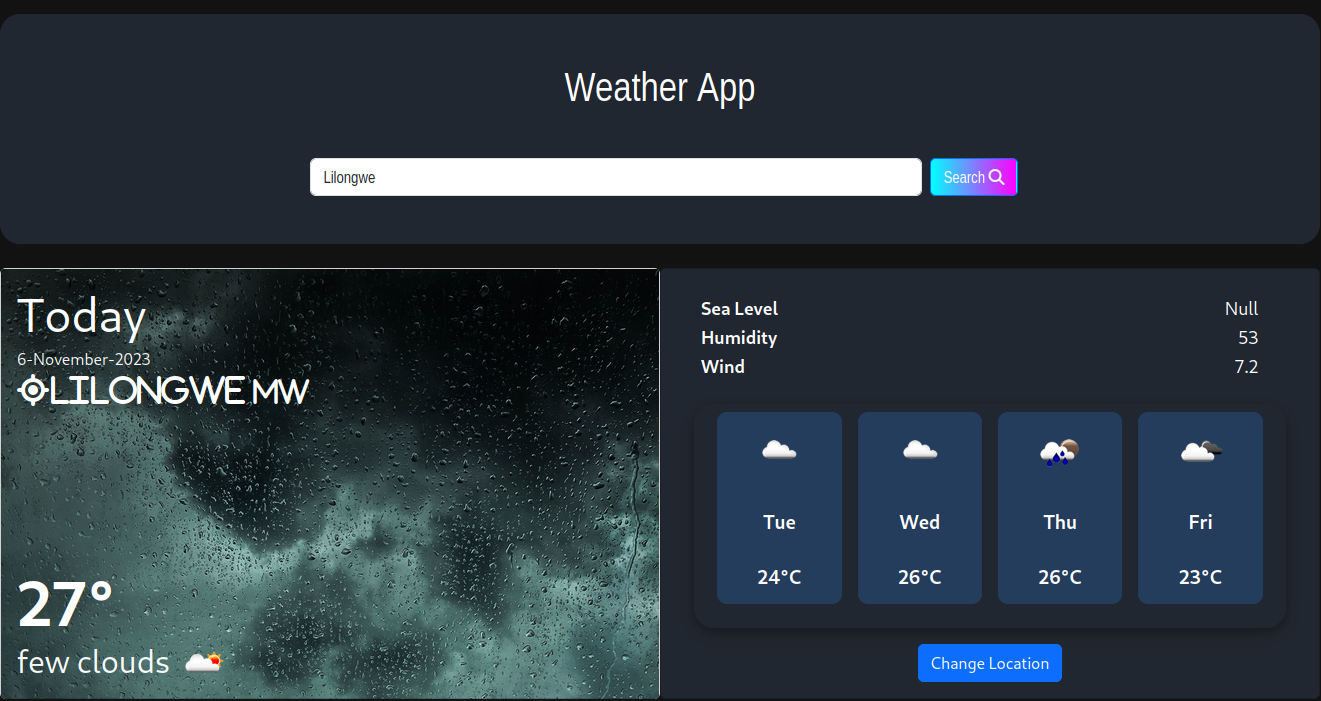 Weather App
Lilongwe
Search
Today
6-November-2023
LILONGWE MW
27°
few clouds
Sea Level Null
Humidity 53
Wind 7.2
Tue Wed Thu Fri
24°C 26°C 26°C 23°C
Change Location